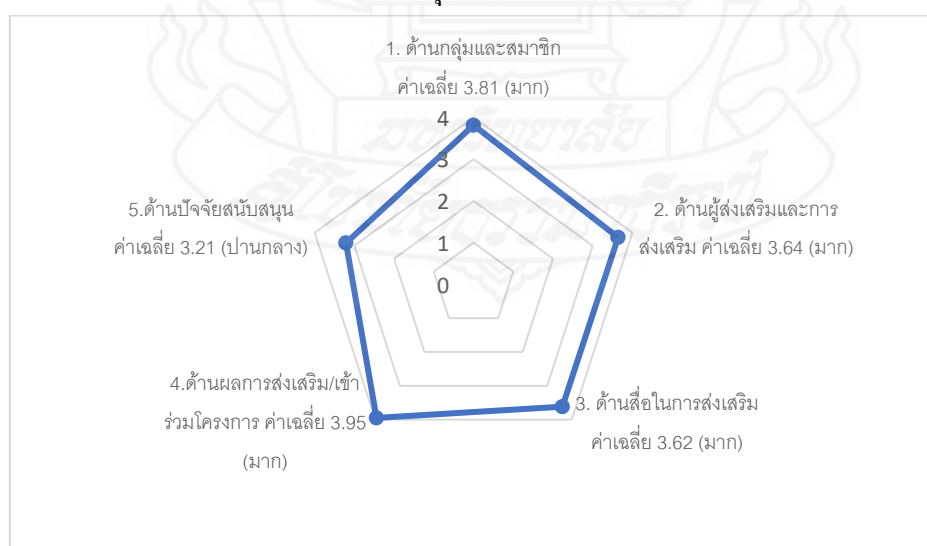 1. ด้านกลุ่มและสมาชิก
ค่าเฉลี่ย 3.81 (มาก)
4
3
2
1
0
5.ด้านปัจจัยสนับสนุน
ค่าเฉลี่ย 3.21 (ปานกลาง)
2. ด้านผู้ส่งเสริมและการ
ส่งเสริม ค่าเฉลี่ย 3.64 (มาก)
4.ด้านผลการส่งเสริม/เข้า
ร่วมโครงการ ค่าเฉลี่ย 3.95
(มาก)
3. ด้านสื่อในการส่งเสริม
ค่าเฉลี่ย 3.62 (มาก)